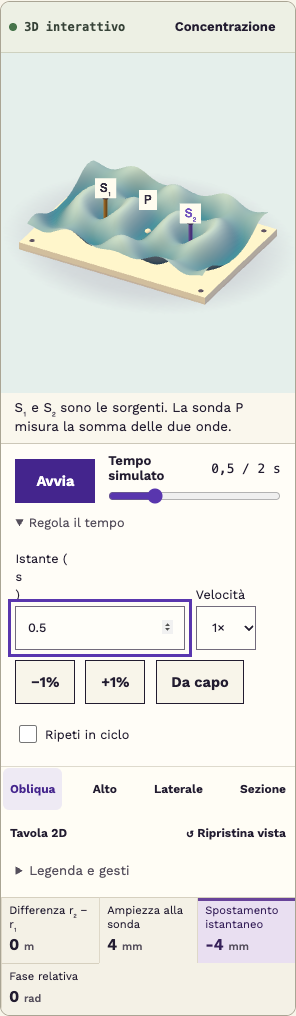 3D interattivo Concentrazione
S₁
P
S₂
S₁ e S₂ sono le sorgenti. La sonda P
misura la somma delle due onde.
Avvia
Tempo
simulato
0,5 / 2 s
▼ Regola il tempo
Istante (
s
)
Velocità
0.5
1×
−1% +1% Da capo
Ripeti in ciclo
Obliqua Alto Laterale Sezione
Tavola 2D ↺ Ripristina vista
▶ Legenda e gesti
Differenza r₂ −
r₁
0 m
Ampiezza alla
sonda
4 mm
Spostamento
istantaneo
-4 mm
Fase relativa
0 rad